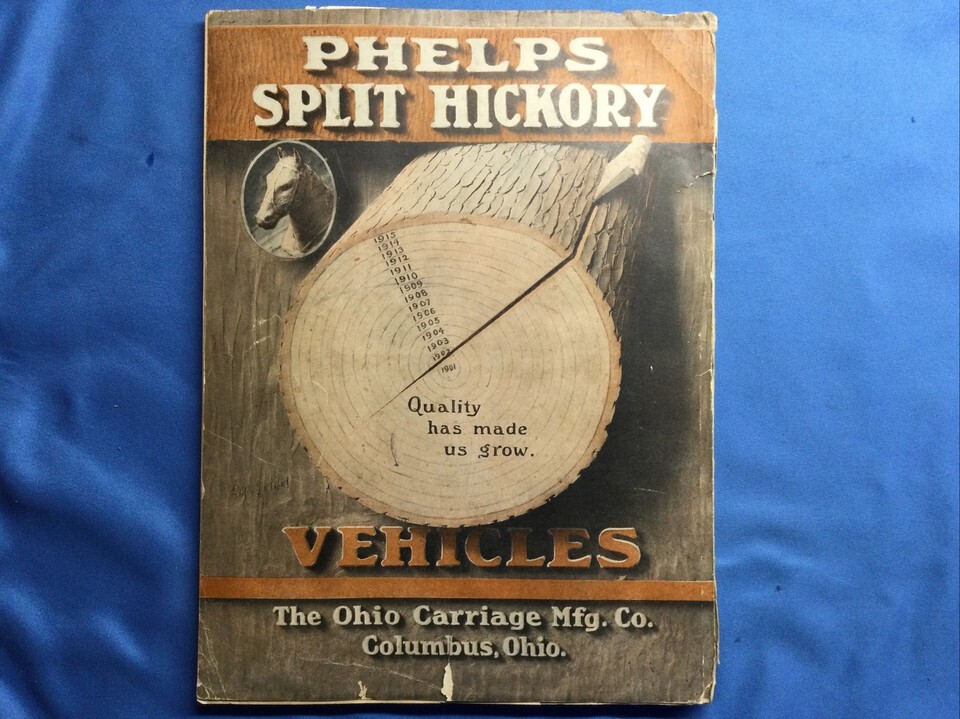 PHELPS
SPLIT HICKORY
1915
1914
1913
1912
1911
1910
1909
1908
1907
1906
1905
1904
1903
1902
1901
Quality
has made
us grow.
VEHICLES
The Ohio Carriage Mfg. Co.
Columbus, Ohio.